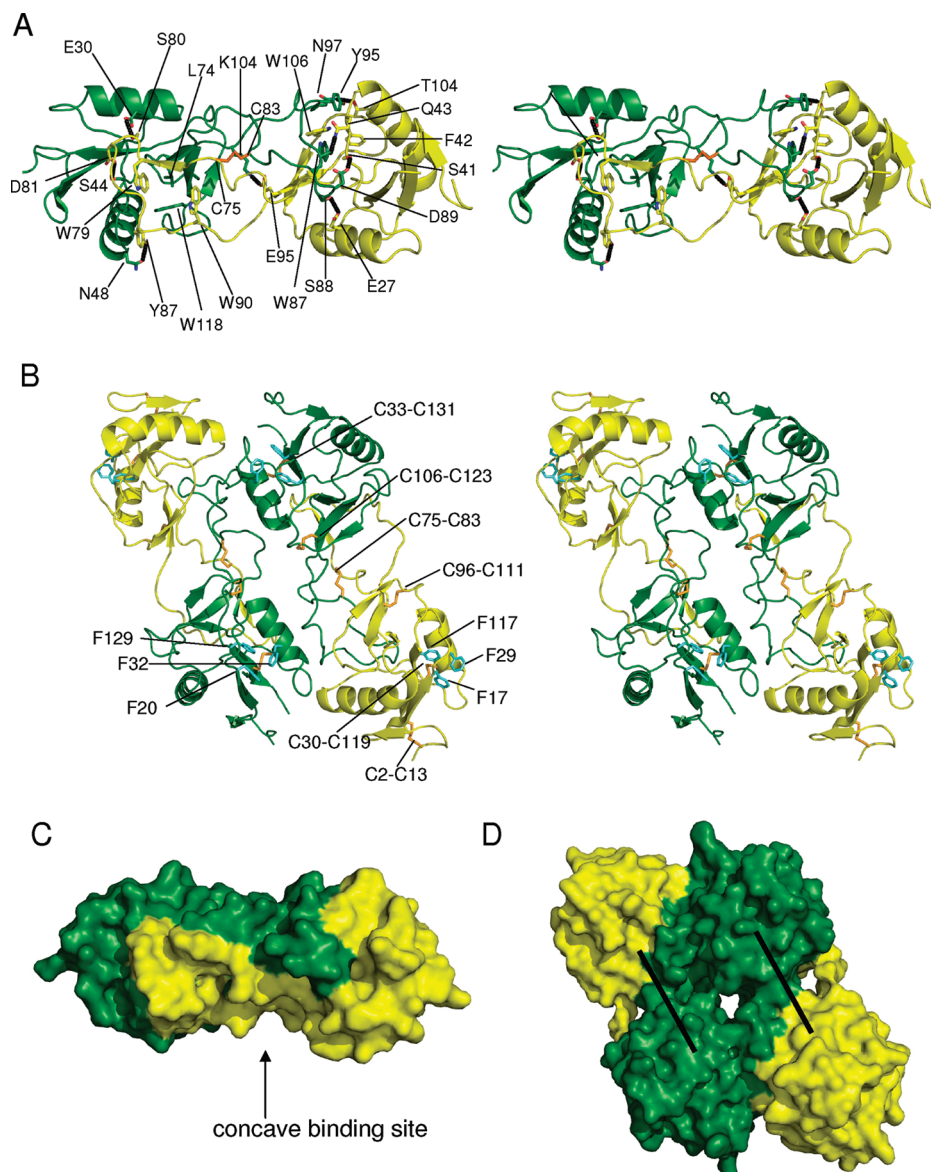 A
E30
S80
L74
K104
W106
N97
Y95
C83
T104
Q43
F42
S41
D81
S44
W79
C75
D89
N48
Y87
W118
W90
E95
W87
S88
E27
B
C33-C131
C106-C123
C75-C83
C96-C111
F129
F32
F20
F117
F29
F17
C30-C119
C2-C13
C
D
concave binding site